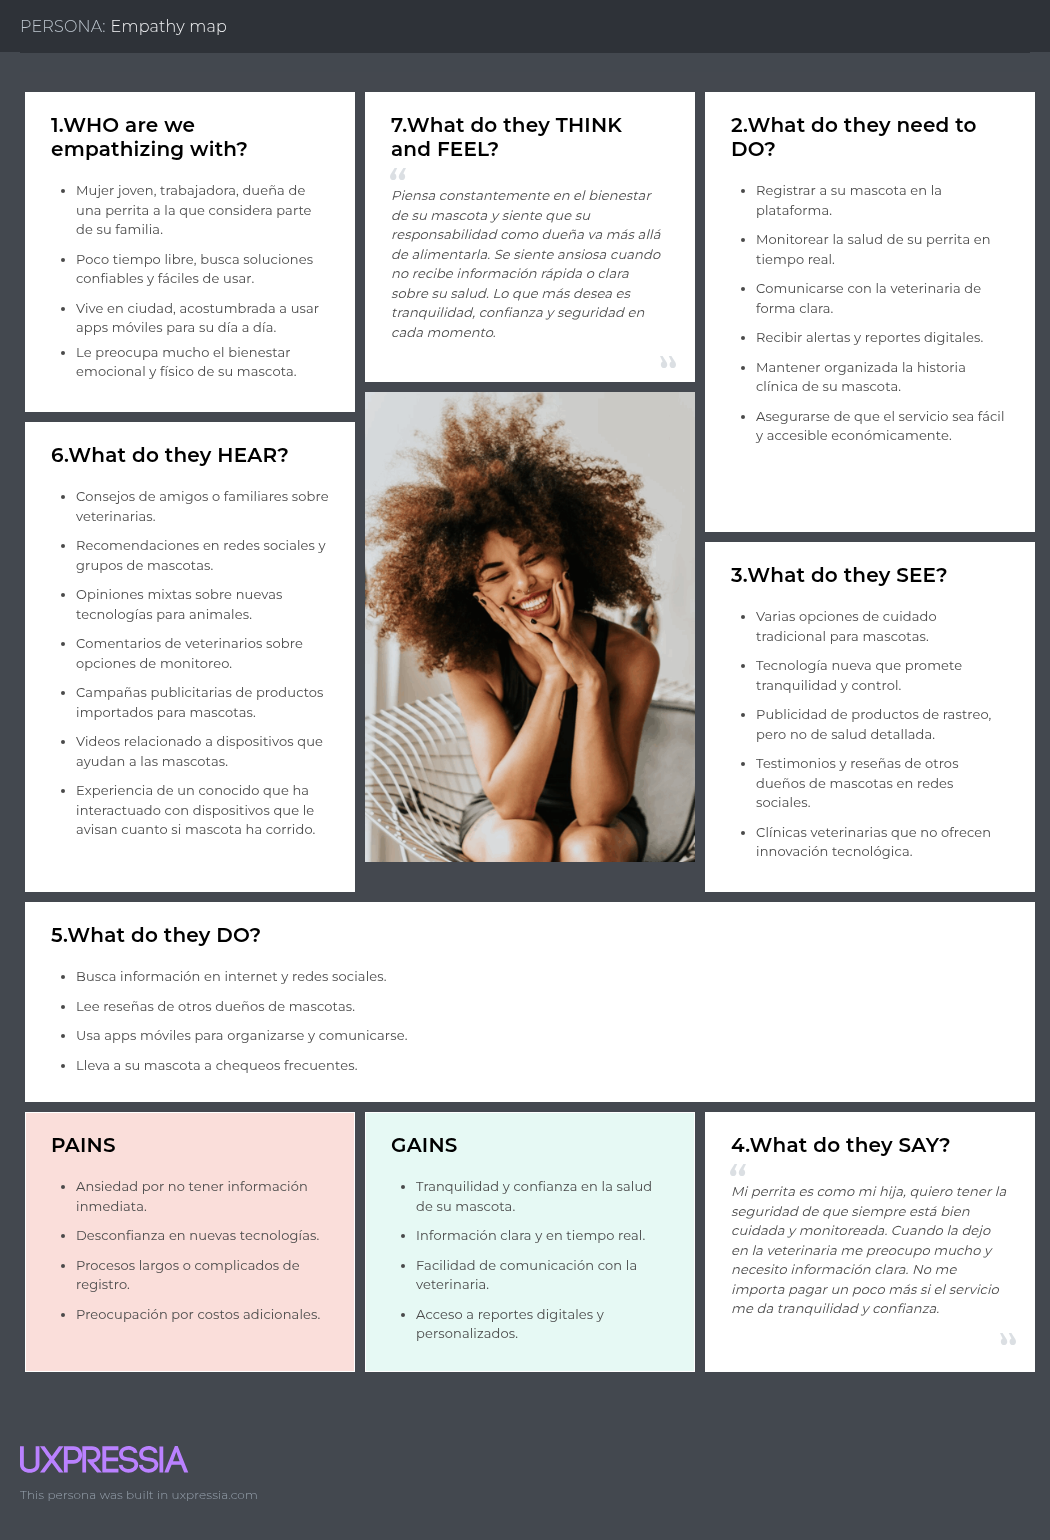 PERSONA: Empathy map
1.WHO are we
empathizing with?
Mujer joven, trabajadora, dueña de
una perrita a la que considera parte
de su familia.
Poco tiempo libre, busca soluciones
confiables y fáciles de usar.
Vive en ciudad, acostumbrada a usar
apps móviles para su día a día.
Le preocupa mucho el bienestar
emocional y físico de su mascota.
7.What do they THINK
and FEEL?
“
Piensa constantemente en el bienestar
de su mascota y siente que su
responsabilidad como dueña va más allá
de alimentarla. Se siente ansiosa cuando
no recibe información rápida o clara
sobre su salud. Lo que más desea es
tranquilidad, confianza y seguridad en
cada momento.
”
2.What do they need to
DO?
Registrar a su mascota en la
plataforma.
Monitorear la salud de su perrita en
tiempo real.
Comunicarse con la veterinaria de
forma clara.
Recibir alertas y reportes digitales.
Mantener organizada la historia
clínica de su mascota.
Asegurarse de que el servicio sea fácil
y accesible económicamente.
6.What do they HEAR?
Consejos de amigos o familiares sobre
veterinarias.
Recomendaciones en redes sociales y
grupos de mascotas.
Opiniones mixtas sobre nuevas
tecnologías para animales.
Comentarios de veterinarios sobre
opciones de monitoreo.
Campañas publicitarias de productos
importados para mascotas.
Videos relacionado a dispositivos que
ayudan a las mascotas.
Experiencia de un conocido que ha
interactuado con dispositivos que le
avisan cuanto si mascota ha corrido.
3.What do they SEE?
Varias opciones de cuidado
tradicional para mascotas.
Tecnología nueva que promete
tranquilidad y control.
Publicidad de productos de rastreo,
pero no de salud detallada.
Testimonios y reseñas de otros
dueños de mascotas en redes
sociales.
Clínicas veterinarias que no ofrecen
innovación tecnológica.
5.What do they DO?
Busca información en internet y redes sociales.
Lee reseñas de otros dueños de mascotas.
Usa apps móviles para organizarse y comunicarse.
Lleva a su mascota a chequeos frecuentes.
PAINS
Ansiedad por no tener información
inmediata.
Desconfianza en nuevas tecnologías.
Procesos largos o complicados de
registro.
Preocupación por costos adicionales.
GAINS
Tranquilidad y confianza en la salud
de su mascota.
Información clara y en tiempo real.
Facilidad de comunicación con la
veterinaria.
Acceso a reportes digitales y
personalizados.
4.What do they SAY?
“
Mi perrita es como mi hija, quiero tener la
seguridad de que siempre está bien
cuidada y monitoreada. Cuando la dejo
en la veterinaria me preocupo mucho y
necesito información clara. No me
importa pagar un poco más si el servicio
me da tranquilidad y confianza.
”
UXPRESSIA
This persona was built in uxpressia.com